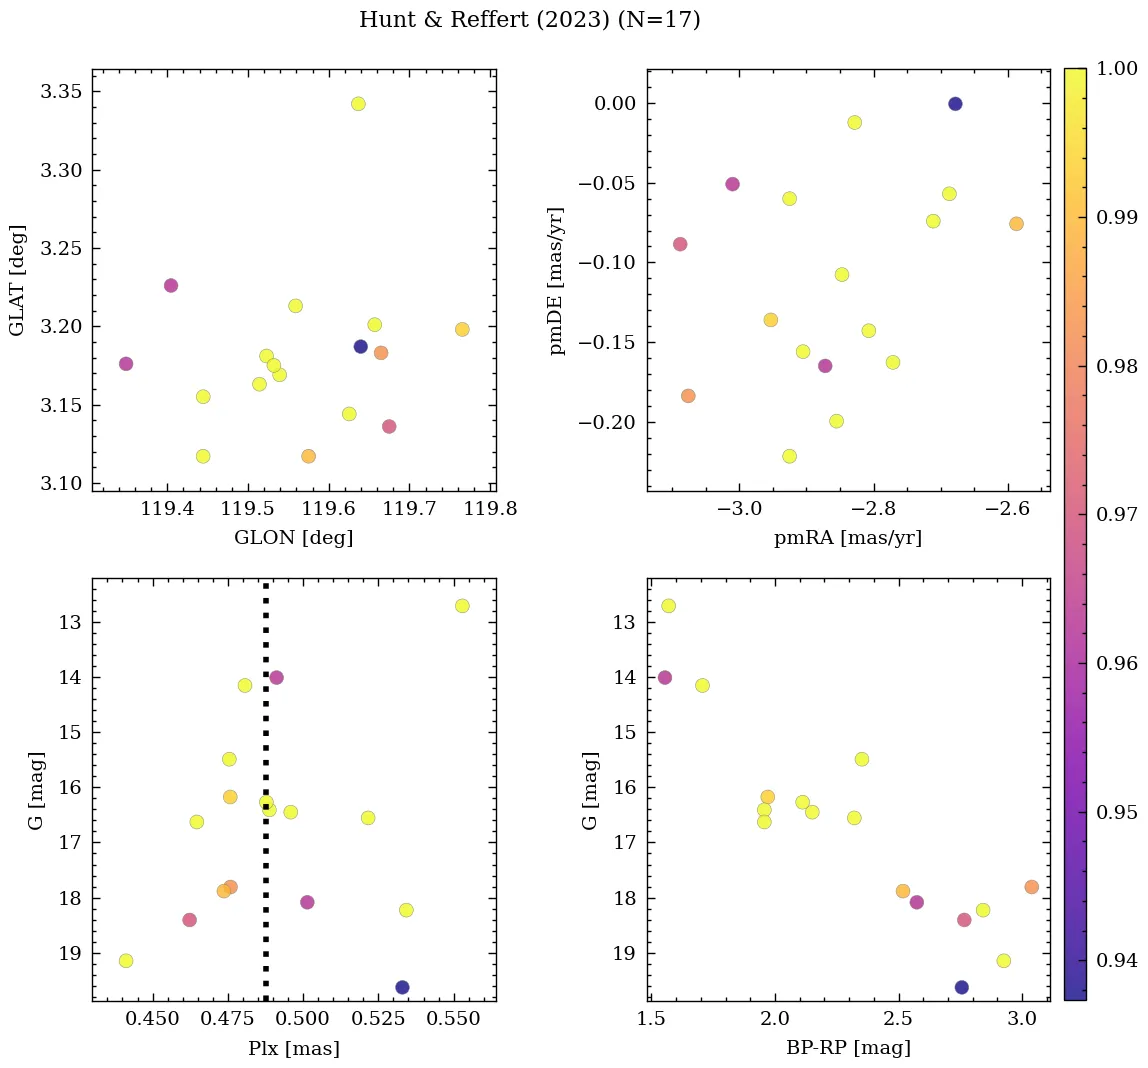 Hunt & Reffert (2023) (N=17)
3.35
3.30
3.25
3.20
3.15
3.10
GLAT [deg]
119.4 119.5 119.6 119.7 119.8
GLON [deg]
0.00
−0.05
−0.10
−0.15
−0.20
pmDE [mas/yr]
−3.0 −2.8 −2.6
pmRA [mas/yr]
1.00
0.99
0.98
0.97
0.96
0.95
0.94
13
14
15
16
17
18
19
G [mag]
0.450 0.475 0.500 0.525 0.550
Plx [mas]
13
14
15
16
17
18
19
G [mag]
1.5 2.0 2.5 3.0
BP-RP [mag]